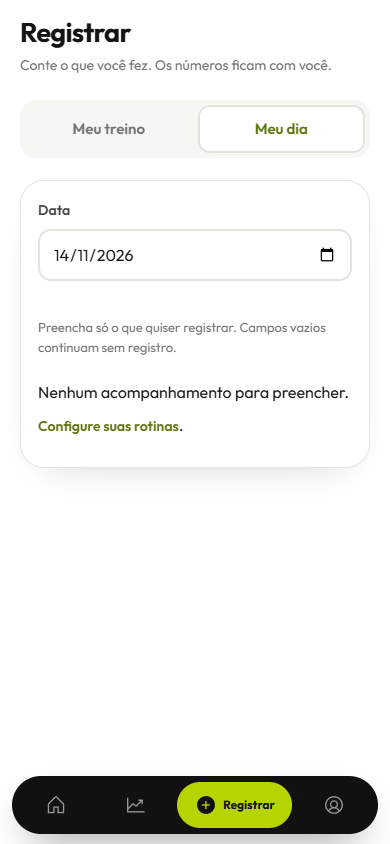 Registrar
Conte o que você fez. Os números ficam com você.
Meu treino
Meu dia
Data
14/11/2026
Preencha só o que quiser registrar. Campos vazios
continuam sem registro.
Nenhum acompanhamento para preencher.
Configure suas rotinas.
Registrar